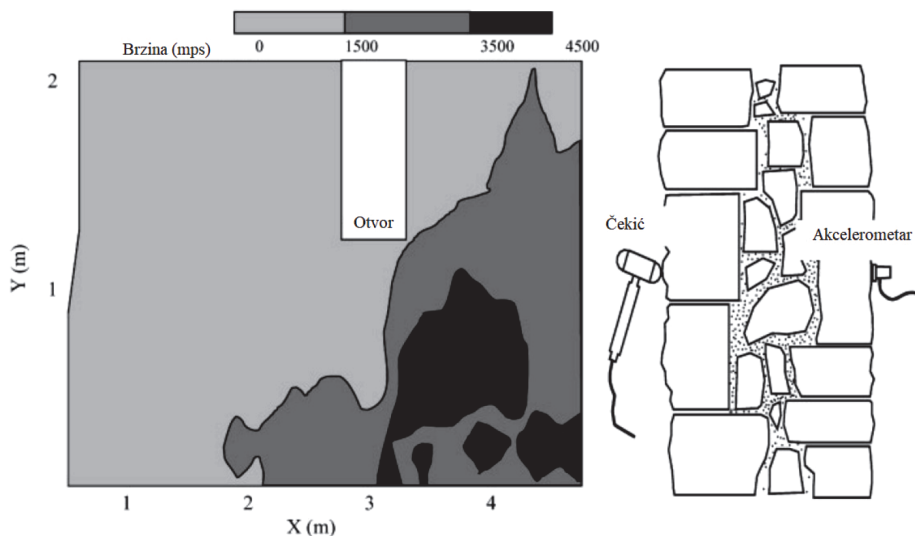 Brzina (mps)
0 1500 3500 4500
2
Otvor
Y (m)
1
1 2 3 4
X (m)
Čekić
Akcelerometar